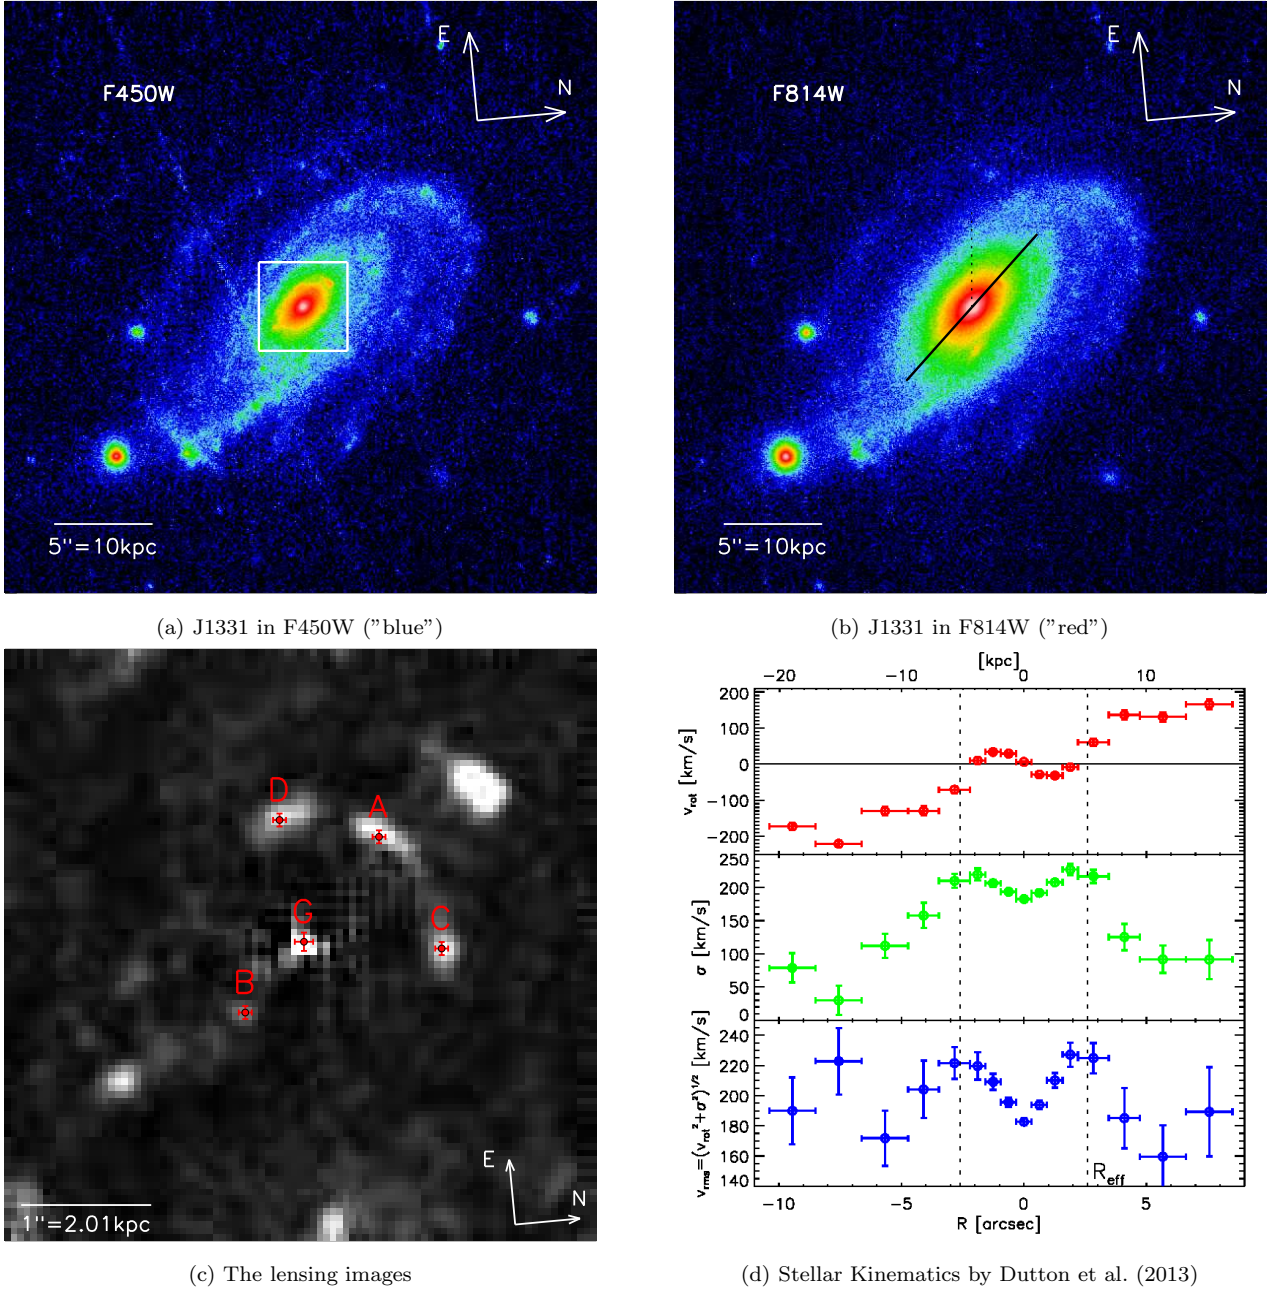 E
N
F450W
5"=10kpc
(a) J1331 in F450W ("blue")
E
N
F814W
5"=10kpc
(b) J1331 in F814W ("red")
D
A
G
C
B
E
N
1"=2.01kpc
(c) The lensing images
[kpc]
−20 −10 0 10
200
100
0
−100
−200
v_rot [km/s]
250
200
150
100
50
0
σ [km/s]
240
220
200
180
160
140
v_rms=(v_rot²+σ²)^1/2 [km/s]
R_eff
−10 −5 0 5
R [arcsec]
(d) Stellar Kinematics by Dutton et al. (2013)